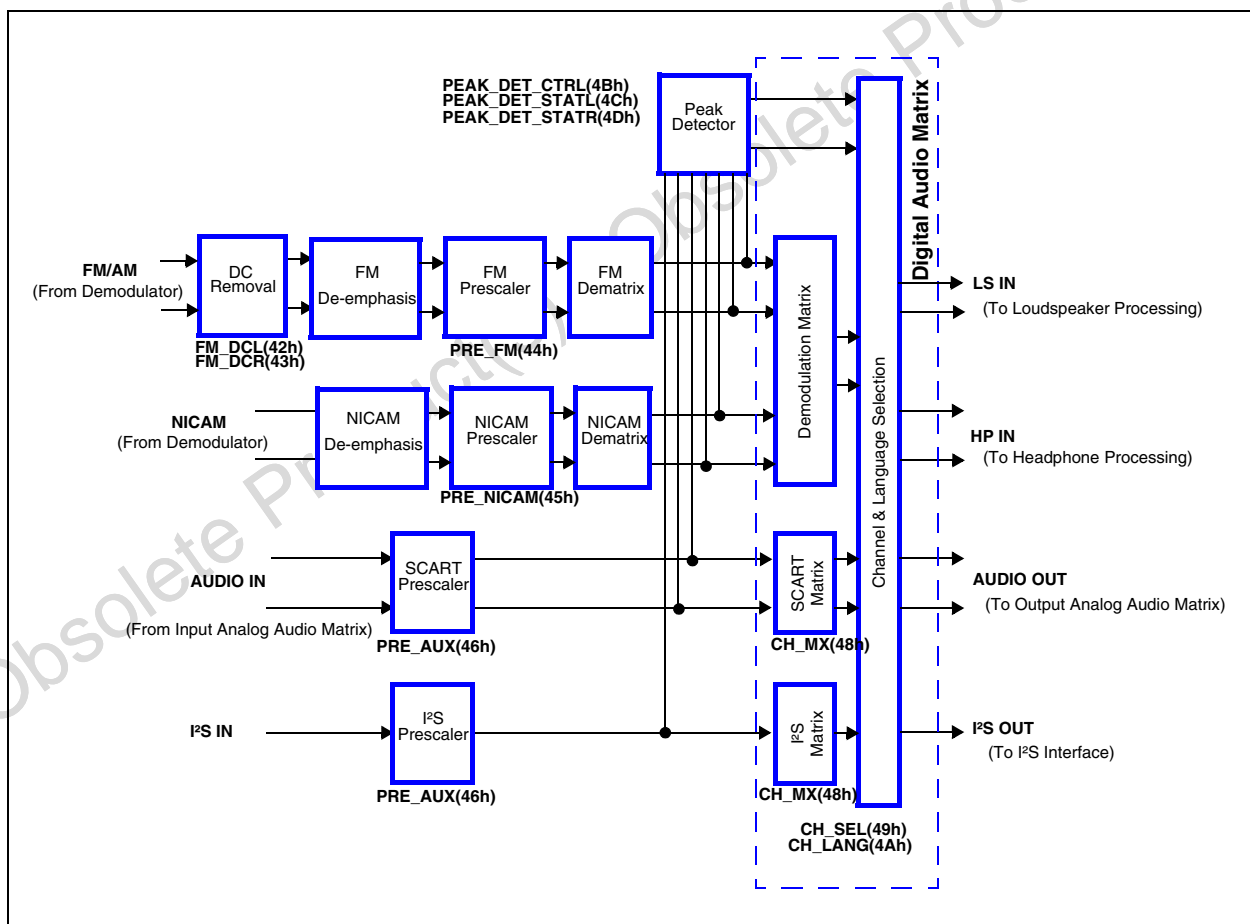 PEAK_DET_CTRL(4Bh)
PEAK_DET_STATL(4Ch)
PEAK_DET_STATR(4Dh)
Peak
Detector
Digital Audio Matrix
FM/AM
(From Demodulator)
DC
Removal
FM_DCL(42h)
FM_DCR(43h)
FM
De-emphasis
FM
Prescaler
PRE_FM(44h)
FM
Dematrix
Demodulation Matrix
Channel & Language Selection
LS IN
(To Loudspeaker Processing)
NICAM
(From Demodulator)
NICAM
De-emphasis
NICAM
Prescaler
PRE_NICAM(45h)
NICAM
Dematrix
HP IN
(To Headphone Processing)
AUDIO IN
(From Input Analog Audio Matrix)
SCART
Prescaler
PRE_AUX(46h)
SCART
Matrix
CH_MX(48h)
AUDIO OUT
(To Output Analog Audio Matrix)
I²S IN
I²S
Prescaler
PRE_AUX(46h)
I²S
Matrix
CH_MX(48h)
I²S OUT
(To I²S Interface)
CH_SEL(49h)
CH_LANG(4Ah)
Obsolete Product(s)
Obsolete